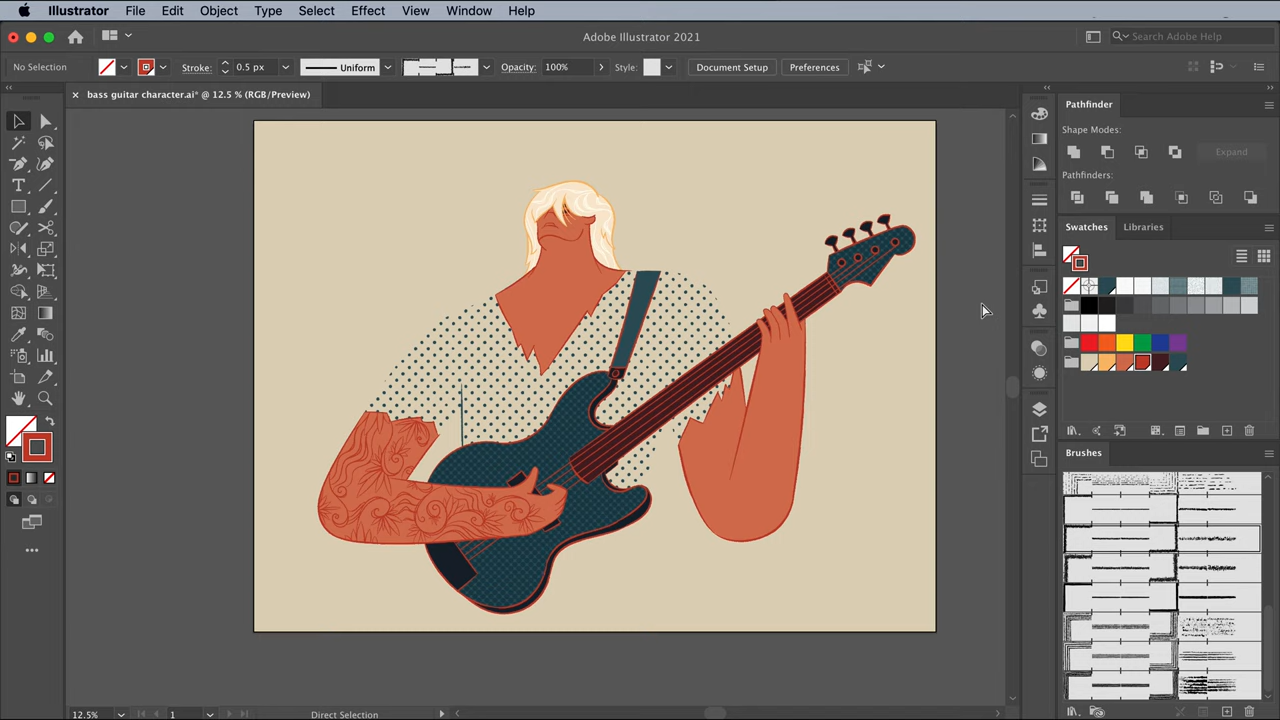 Illustrator File Edit Object Type Select Effect View Window Help
Adobe Illustrator 2021
Search Adobe Help
No Selection Stroke: 0.5 px Uniform Opacity: 100% Style: Document Setup Preferences
bass guitar character.ai* @ 12.5 % (RGB/Preview)
Pathfinder
Shape Modes:
Expand
Pathfinders:
Swatches Libraries
Brushes
12.5% 1 Direct Selection